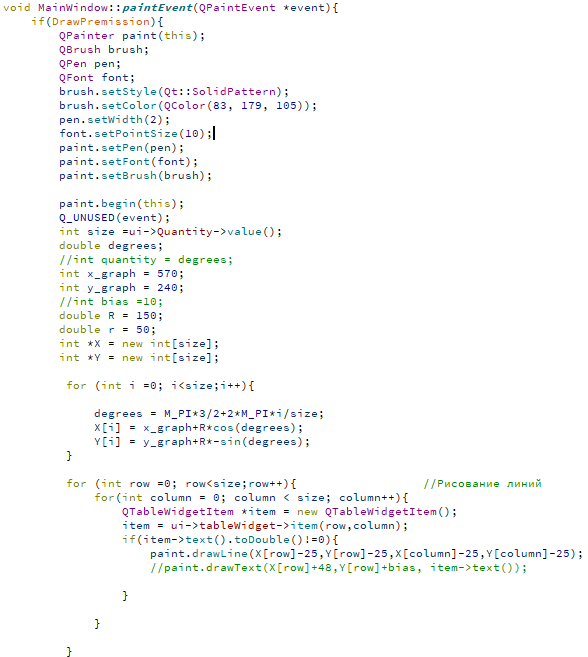 void MainWindow::paintEvent(QPaintEvent *event){
    if(DrawPremission){
        QPainter paint(this);
        QBrush brush;
        QPen pen;
        QFont font;
        brush.setStyle(Qt::SolidPattern);
        brush.setColor(QColor(83, 179, 105));
        pen.setWidth(2);
        font.setPointSize(10);
        paint.setPen(pen);
        paint.setFont(font);
        paint.setBrush(brush);

        paint.begin(this);
        Q_UNUSED(event);
        int size =ui->Quantity->value();
        double degrees;
        //int quantity = degrees;
        int x_graph = 570;
        int y_graph = 240;
        //int bias =10;
        double R = 150;
        double r = 50;
        int *X = new int[size];
        int *Y = new int[size];

         for (int i =0; i<size;i++){

             degrees = M_PI*3/2+2*M_PI*i/size;
             X[i] = x_graph+R*cos(degrees);
             Y[i] = y_graph+R*-sin(degrees);
         }

         for (int row =0; row<size;row++){                  //Рисование линий
             for(int column = 0; column < size; column++){
                 QTableWidgetItem *item = new QTableWidgetItem();
                 item = ui->tableWidget->item(row,column);
                 if(item->text().toDouble()!=0){
                     paint.drawLine(X[row]-25,Y[row]-25,X[column]-25,Y[column]-25);
                     //paint.drawText(X[row]+48,Y[row]+bias, item->text());

                 }

             }

         }